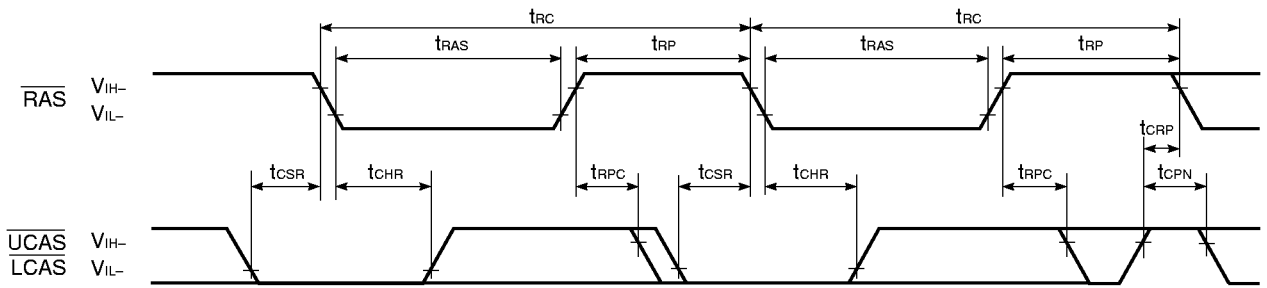 tRC tRC
tRAS tRP tRAS tRP
RAS VIH–
VIL–
tCRP
tCSR tCHR tRPC tCSR tCHR tRPC tCPN
UCAS VIH–
LCAS VIL–